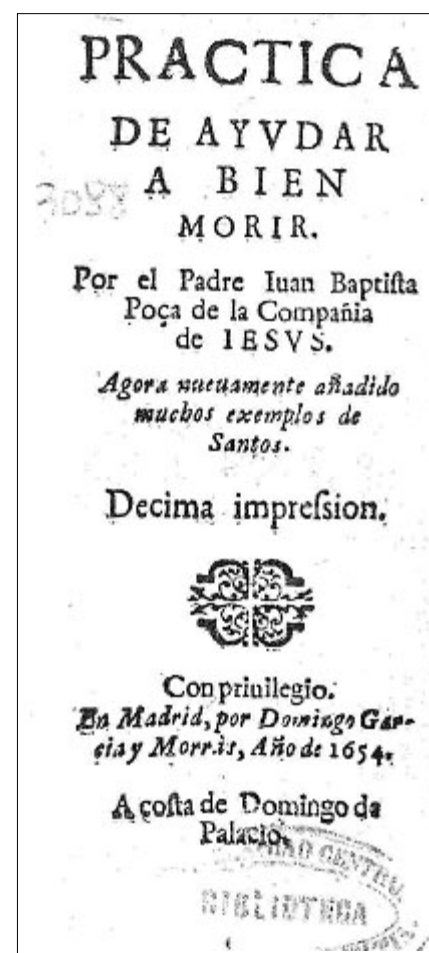 PRACTICA
DE AYVDAR
A BIEN
MORIR.
Por el Padre Iuan Baptiſta
Poça de la Compañia
de IESVS.
Agora nueuamente añadido
muchos exemplos de
Santos.
Decima impreſsion.
Con priuilegio.
En Madrid, por Domingo Gar-
cia y Morràs, Año de 1654.
A coſta de Domingo de
Palacio.
CENTRAL
BIBLIOTECA